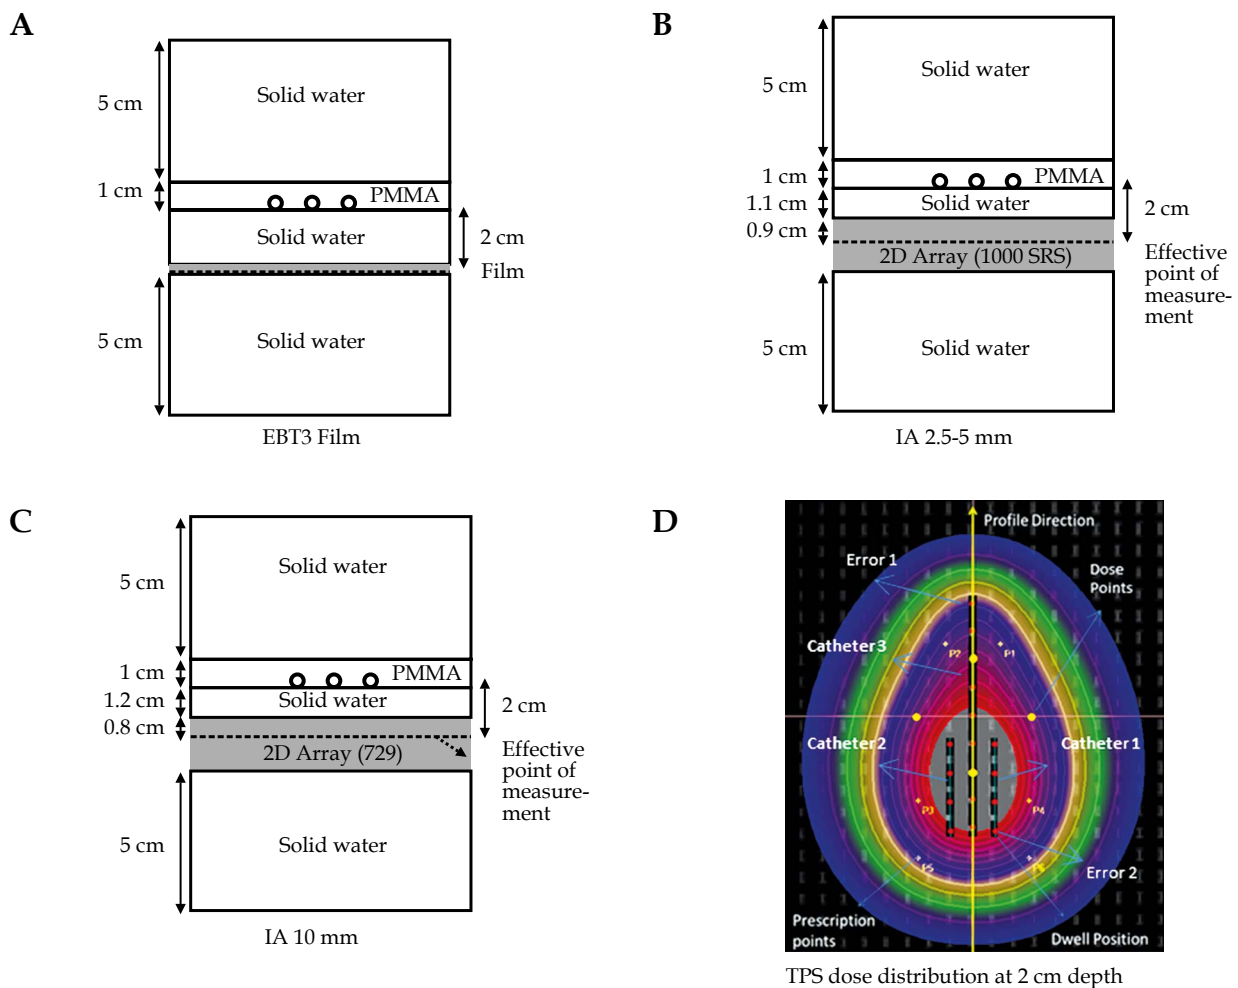 A
5 cm
Solid water
1 cm
PMMA
Solid water
2 cm
Film
5 cm
Solid water
EBT3 Film
B
5 cm
Solid water
1 cm
PMMA
1.1 cm
Solid water
2 cm
0.9 cm
2D Array (1000 SRS)
Effective
point of
measure-
ment
5 cm
Solid water
IA 2.5-5 mm
C
5 cm
Solid water
1 cm
PMMA
1.2 cm
Solid water
2 cm
0.8 cm
2D Array (729)
Effective
point of
measure-
ment
5 cm
Solid water
IA 10 mm
D
Profile Direction
Error 1
Dose
Points
Catheter 3
P2
P1
Catheter 2
Catheter 1
P3
P4
P5
Error 2
Prescription
points
Dwell Position
TPS dose distribution at 2 cm depth